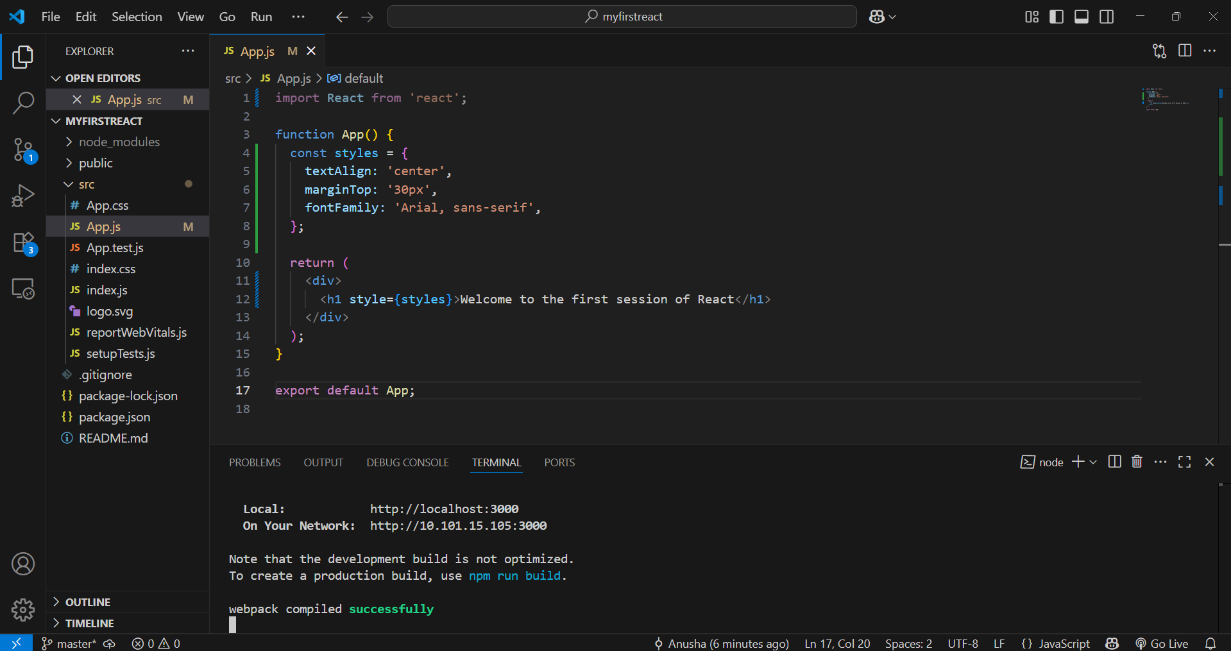 File Edit Selection View Go Run ··· myfirstreact
EXPLORER ···
OPEN EDITORS
JS App.js src M
MYFIRSTREACT
node_modules
public
src
# App.css
JS App.js M
JS App.test.js
# index.css
JS index.js
logo.svg
JS reportWebVitals.js
JS setupTests.js
.gitignore
{} package-lock.json
{} package.json
README.md
OUTLINE
TIMELINE
1
3
JS App.js M
src > JS App.js > default
1 import React from 'react';
2
3 function App() {
4 const styles = {
5 textAlign: 'center',
6 marginTop: '30px',
7 fontFamily: 'Arial, sans-serif',
8 };
9
10 return (
11 <div>
12 <h1 style={styles}>Welcome to the first session of React</h1>
13 </div>
14 );
15 }
16
17 export default App;
18
PROBLEMS OUTPUT DEBUG CONSOLE TERMINAL PORTS node
Local: http://localhost:3000
On Your Network: http://10.101.15.105:3000
Note that the development build is not optimized.
To create a production build, use npm run build.
webpack compiled successfully
master* 0 0 Anusha (6 minutes ago) Ln 17, Col 20 Spaces: 2 UTF-8 LF {} JavaScript Go Live